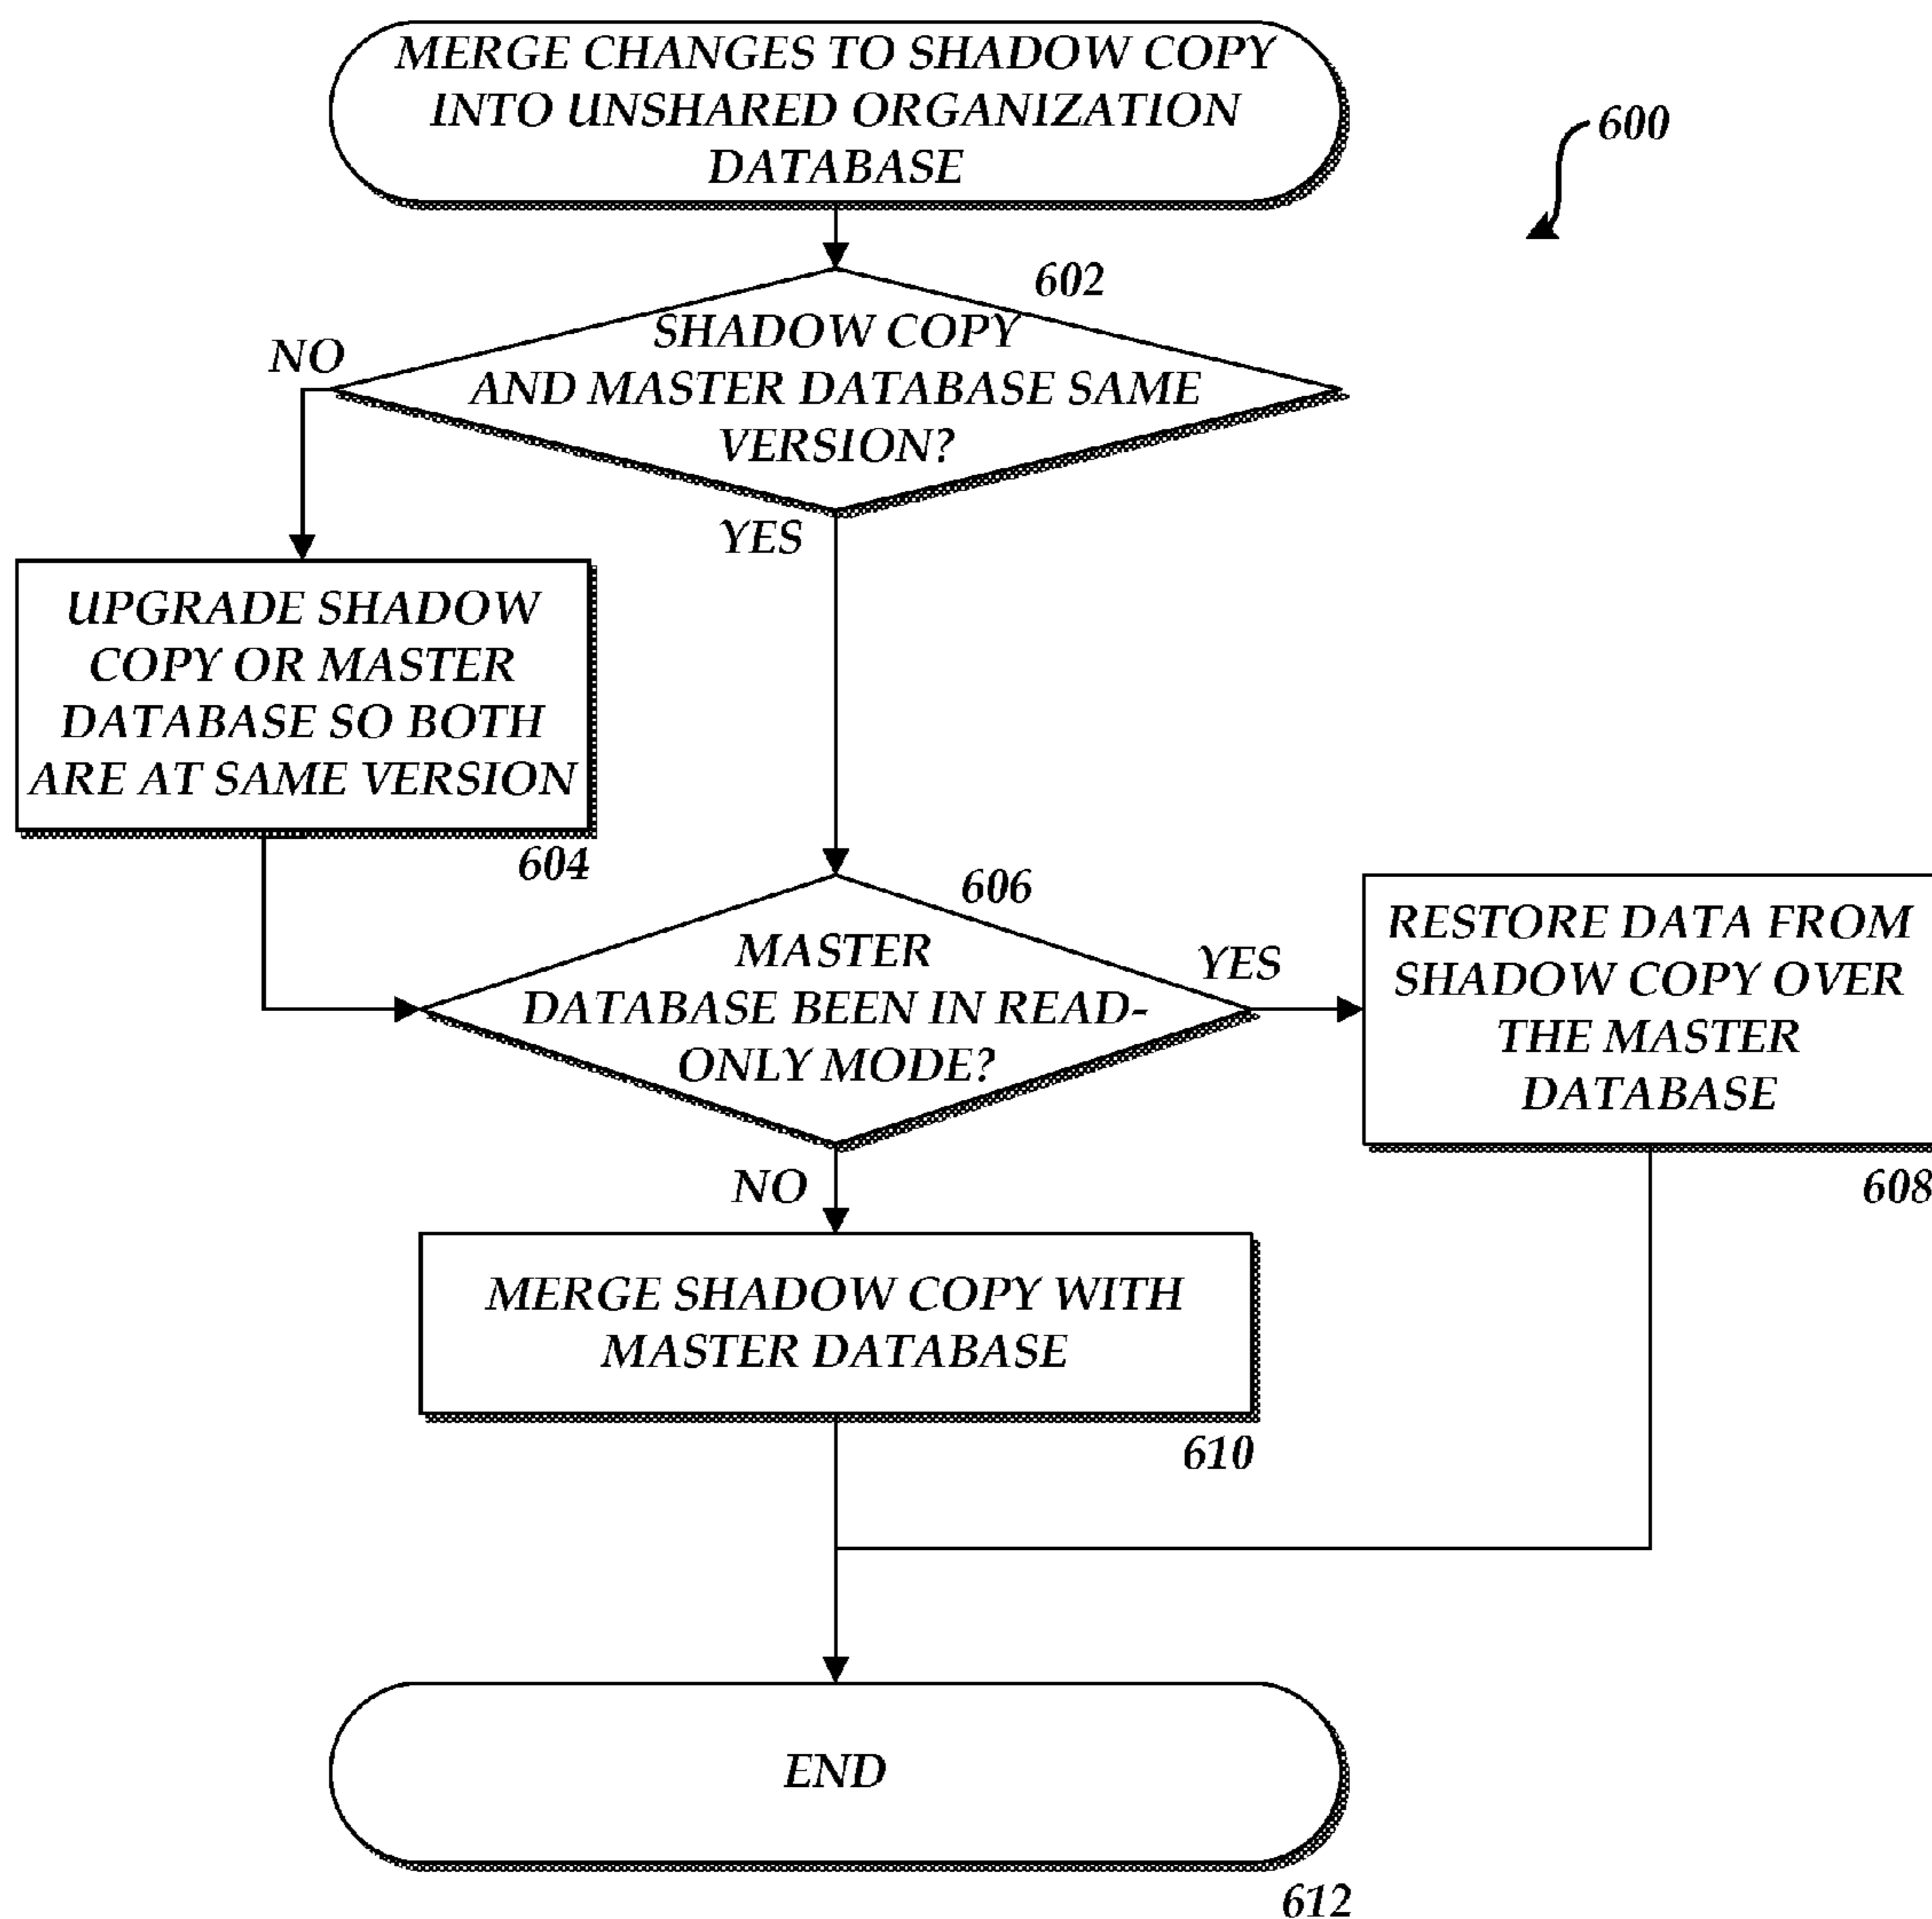 MERGE CHANGES TO SHADOW COPY
INTO UNSHARED ORGANIZATION
DATABASE
600
602
SHADOW COPY
AND MASTER DATABASE SAME
VERSION?
NO
YES
UPGRADE SHADOW
COPY OR MASTER
DATABASE SO BOTH
ARE AT SAME VERSION
604
606
MASTER
DATABASE BEEN IN READ-
ONLY MODE?
YES
RESTORE DATA FROM
SHADOW COPY OVER
THE MASTER
DATABASE
608
NO
MERGE SHADOW COPY WITH
MASTER DATABASE
610
END
612